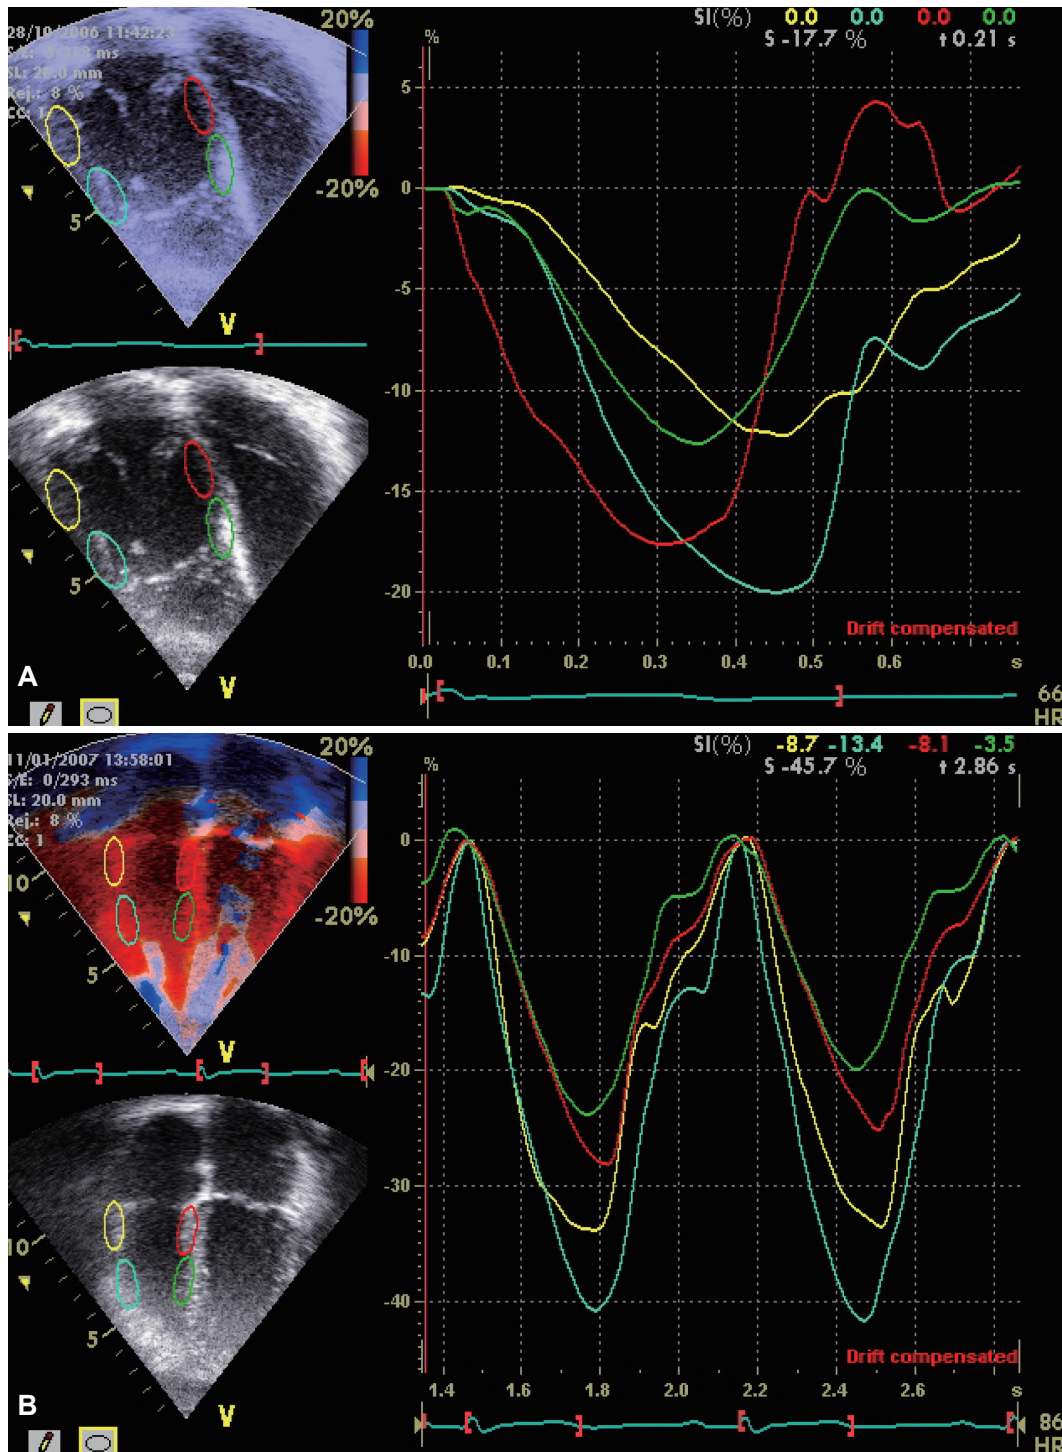 28/10/2006 11:42:23
SL: 20.0 mm
Rej.: 8 %
20%
-20%
5
V
5
V
A
SI(%) 0.0 0.0 0.0 0.0
S -17.7 % t 0.21 s
%
5
0
-5
-10
-15
-20
Drift compensated
0.0 0.1 0.2 0.3 0.4 0.5 0.6 s
66
HR
11/01/2007 13:58:01
S/E: 0/293 ms
SL: 20.0 mm
Rej.: 8 %
20%
-20%
10
5
V
10
5
V
B
SI(%) -8.7 -13.4 -8.1 -3.5
S -45.7 % t 2.86 s
%
0
-10
-20
-30
-40
Drift compensated
1.4 1.6 1.8 2.0 2.2 2.4 2.6 s
86
HR